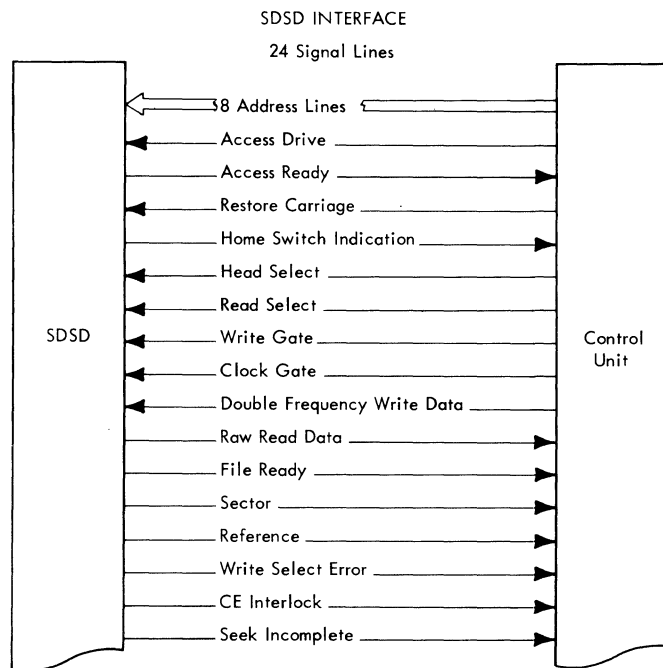 SDSD INTERFACE
24 Signal Lines
8 Address Lines
Access Drive
Access Ready
Restore Carriage
Home Switch Indication
Head Select
Read Select
SDSD
Write Gate
Control
Unit
Clock Gate
Double Frequency Write Data
Raw Read Data
File Ready
Sector
Reference
Write Select Error
CE Interlock
Seek Incomplete